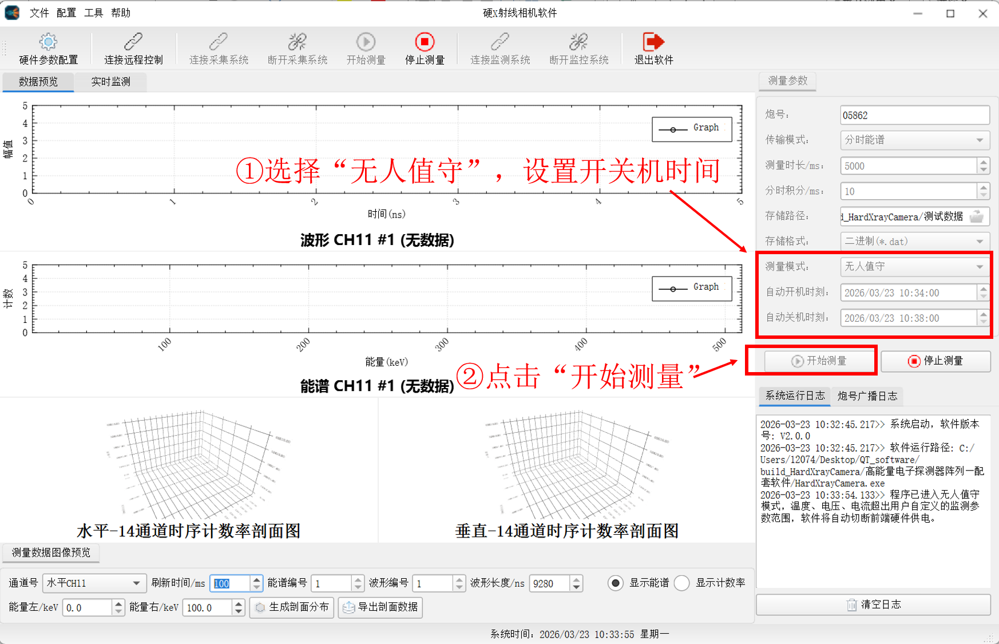 文件 配置 工具 帮助
硬X射线相机软件
硬件参数配置
连接远程控制
连接采集系统
断开采集系统
开始测量
停止测量
连接监测系统
断开监控系统
退出软件
数据预览
实时监测
5
4
3
2
1
0
幅值
0
1
2
3
4
5
时间(ns)
Graph
波形 CH11 #1 (无数据)
①选择“无人值守”，设置开关机时间
5
4
3
2
1
0
计数
100
200
300
400
500
能量(keV)
Graph
能谱 CH11 #1 (无数据)
②点击“开始测量”
水平-14通道时序计数率剖面图
垂直-14通道时序计数率剖面图
测量数据图像预览
通道号 水平CH11 刷新时间/ms 100 能谱编号 1 波形编号 1 波形长度/ns 9280 显示能谱 显示计数率
能量左/keV 0.0 能量右/keV 100.0 生成剖面分布 导出剖面数据
测量参数
炮号: 05862
传输模式: 分时能谱
测量时长/ms: 5000
分时积分/ms: 10
存储路径: d_HardXrayCamera/测试数据
存储格式: 二进制(*.dat)
测量模式: 无人值守
自动开机时刻: 2026/03/23 10:34:00
自动关机时刻: 2026/03/23 10:38:00
开始测量 停止测量
系统运行日志 炮号广播日志
2026-03-23 10:32:45.217>> 系统启动，软件版本
号: V2.0.0
2026-03-23 10:32:45.217>> 软件运行路径: C:/
Users/12074/Desktop/QT_software/
build_HardXrayCamera/高能量电子探测器阵列一配
套软件/HardXrayCamera.exe
2026-03-23 10:33:54.133>> 程序已进入无人值守
模式，温度、电压、电流超出用户自定义的监测参
数范围，软件将自动切断前端硬件供电。
清空日志
系统时间: 2026/03/23 10:33:55 星期一